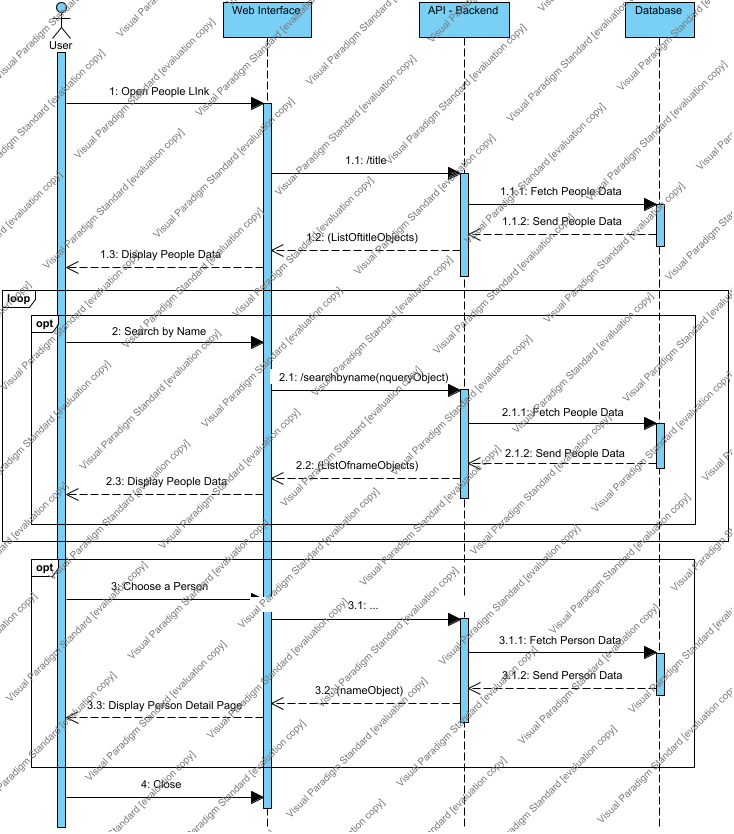 User
Web Interface
API - Backend
Database
1: Open People LInk
1.1: /title
1.1.1: Fetch People Data
1.1.2: Send People Data
1.2: (ListOftitleObjects)
1.3: Display People Data
loop
opt
2: Search by Name
2.1: /searchbyname(nqueryObject)
2.1.1: Fetch People Data
2.1.2: Send People Data
2.2: (ListOfnameObjects)
2.3: Display People Data
opt
3: Choose a Person
3.1: ...
3.1.1: Fetch Person Data
3.1.2: Send Person Data
3.2: (nameObject)
3.3: Display Person Detail Page
4: Close
Visual Paradigm Standard [evaluation copy]